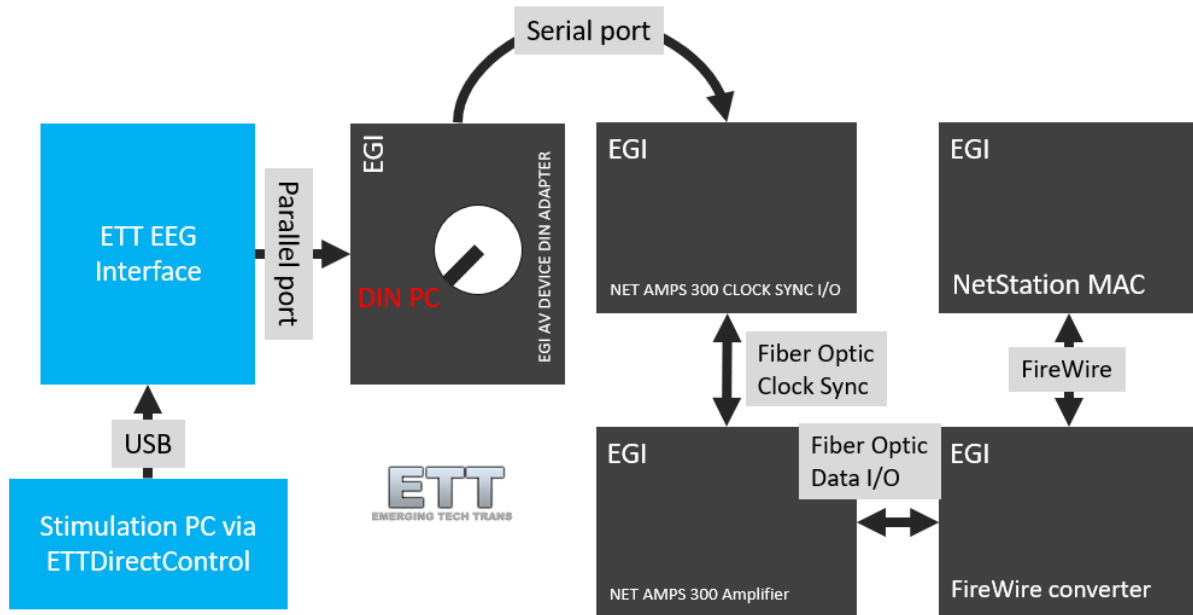 Serial port
ETT EEG
Interface
Parallel port
EGI
DIN PC
EGI AV DEVICE DIN ADAPTER
EGI
NET AMPS 300 CLOCK SYNC I/O
EGI
NetStation MAC
Fiber Optic
Clock Sync
FireWire
USB
Stimulation PC via
ETTDirectControl
ETT
EMERGING TECH TRANS
EGI
NET AMPS 300 Amplifier
Fiber Optic
Data I/O
EGI
FireWire converter